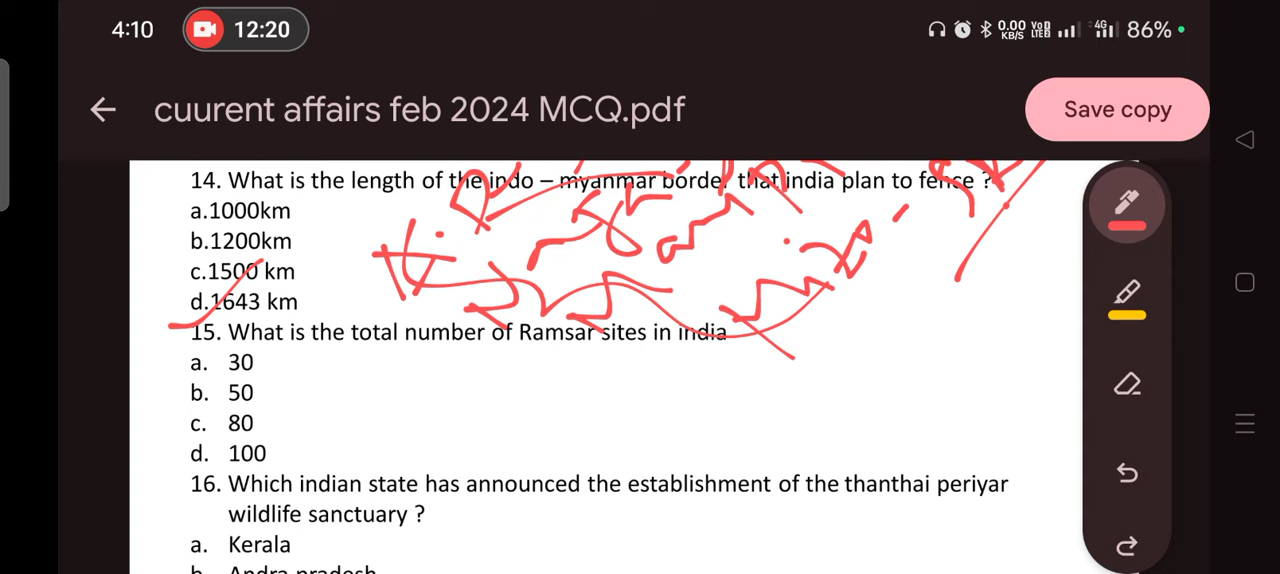 4:10
12:20
0.00 KB/S
4G
86%
cuurent affairs feb 2024 MCQ.pdf
Save copy
14. What is the length of the indo – myanmar border that india plan to fence ?
a.1000km
b.1200km
c.1500 km
d.1643 km
15. What is the total number of Ramsar sites in india
a. 30
b. 50
c. 80
d. 100
16. Which indian state has announced the establishment of the thanthai periyar
wildlife sanctuary ?
a. Kerala
b. Andra pradesh